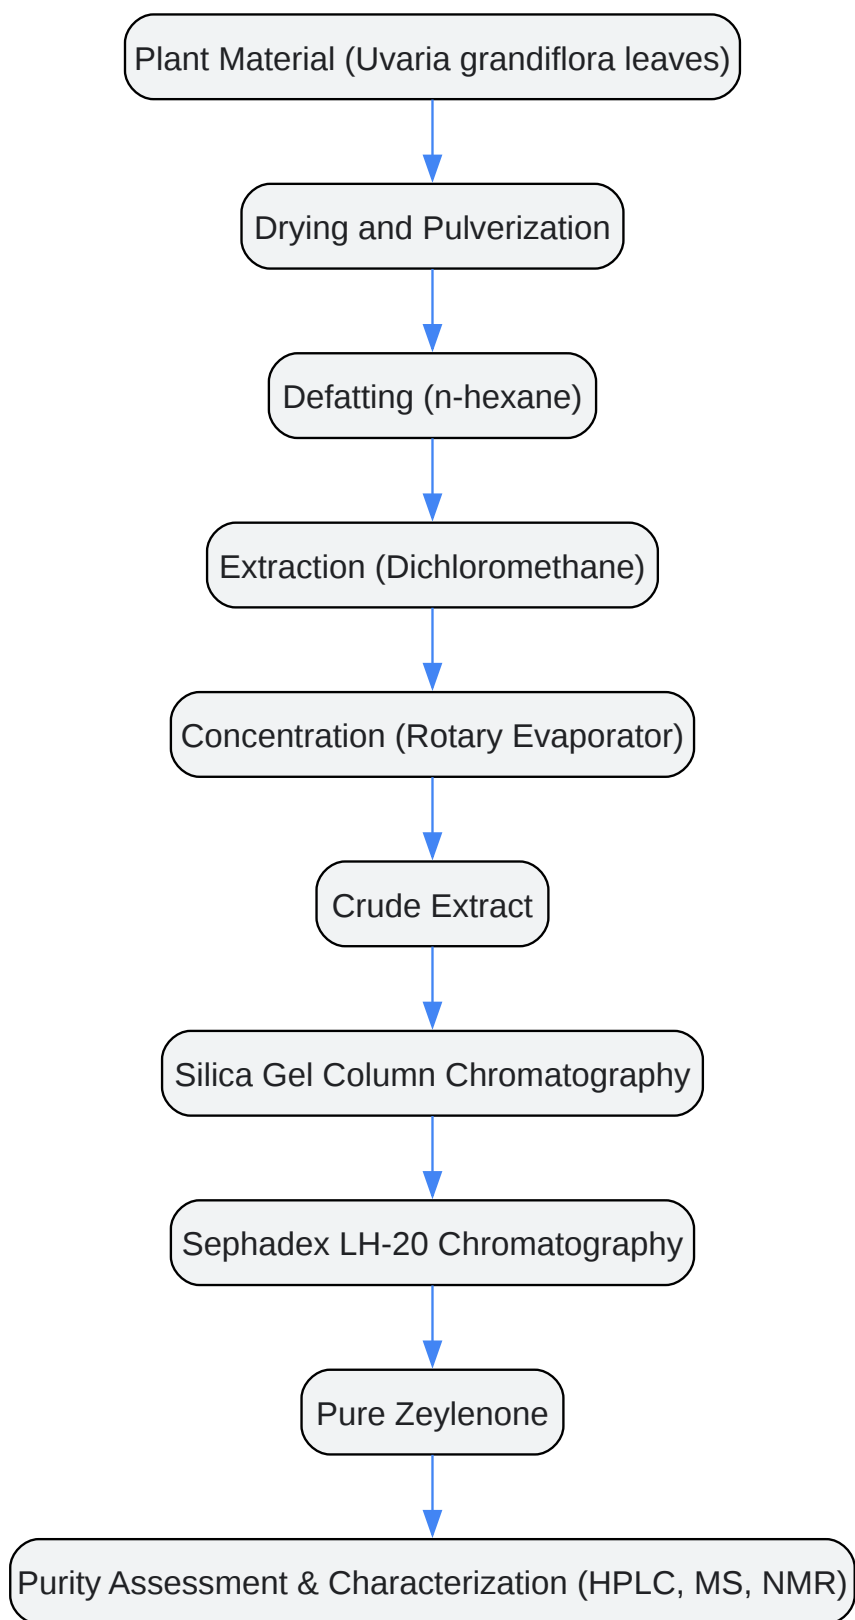 Plant Material (Uvaria grandiflora leaves)
Drying and Pulverization
Defatting (n-hexane)
Extraction (Dichloromethane)
Concentration (Rotary Evaporator)
Crude Extract
Silica Gel Column Chromatography
Sephadex LH-20 Chromatography
Pure Zeylenone
Purity Assessment & Characterization (HPLC, MS, NMR)